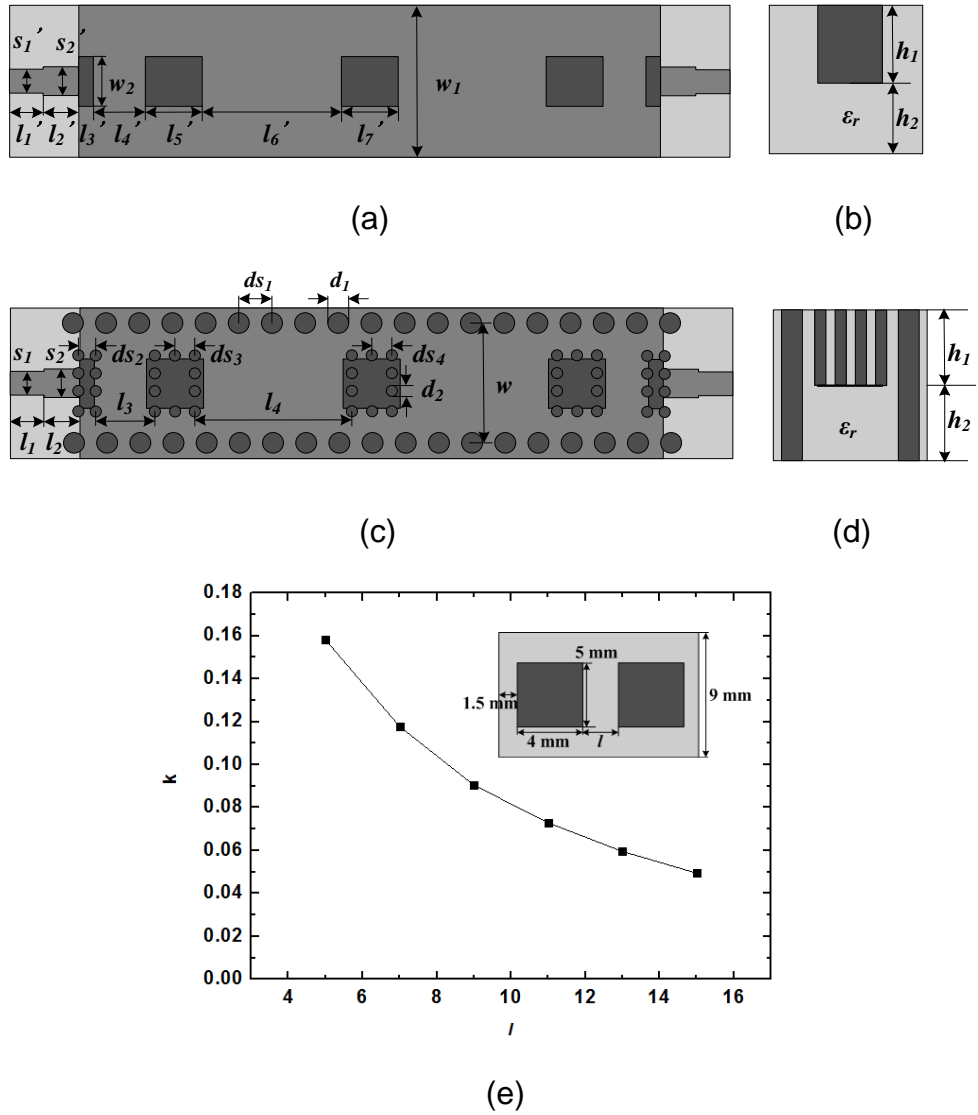 s₁' s₂' w₂ w₁ h₁
l₁' l₂' l₃' l₄' l₅' l₆' l₇' εᵣ h₂
(a) (b)
ds₁ d₁
s₁ s₂ ds₂ ds₃ ds₄ w h₁
l₃ l₄ d₂
l₁ l₂ εᵣ h₂
(c) (d)
0.18
0.16
0.14
0.12
0.10
0.08
0.06
0.04
0.02
0.00
k
5 mm
9 mm
1.5 mm
4 mm l
4 6 8 10 12 14 16
l
(e)